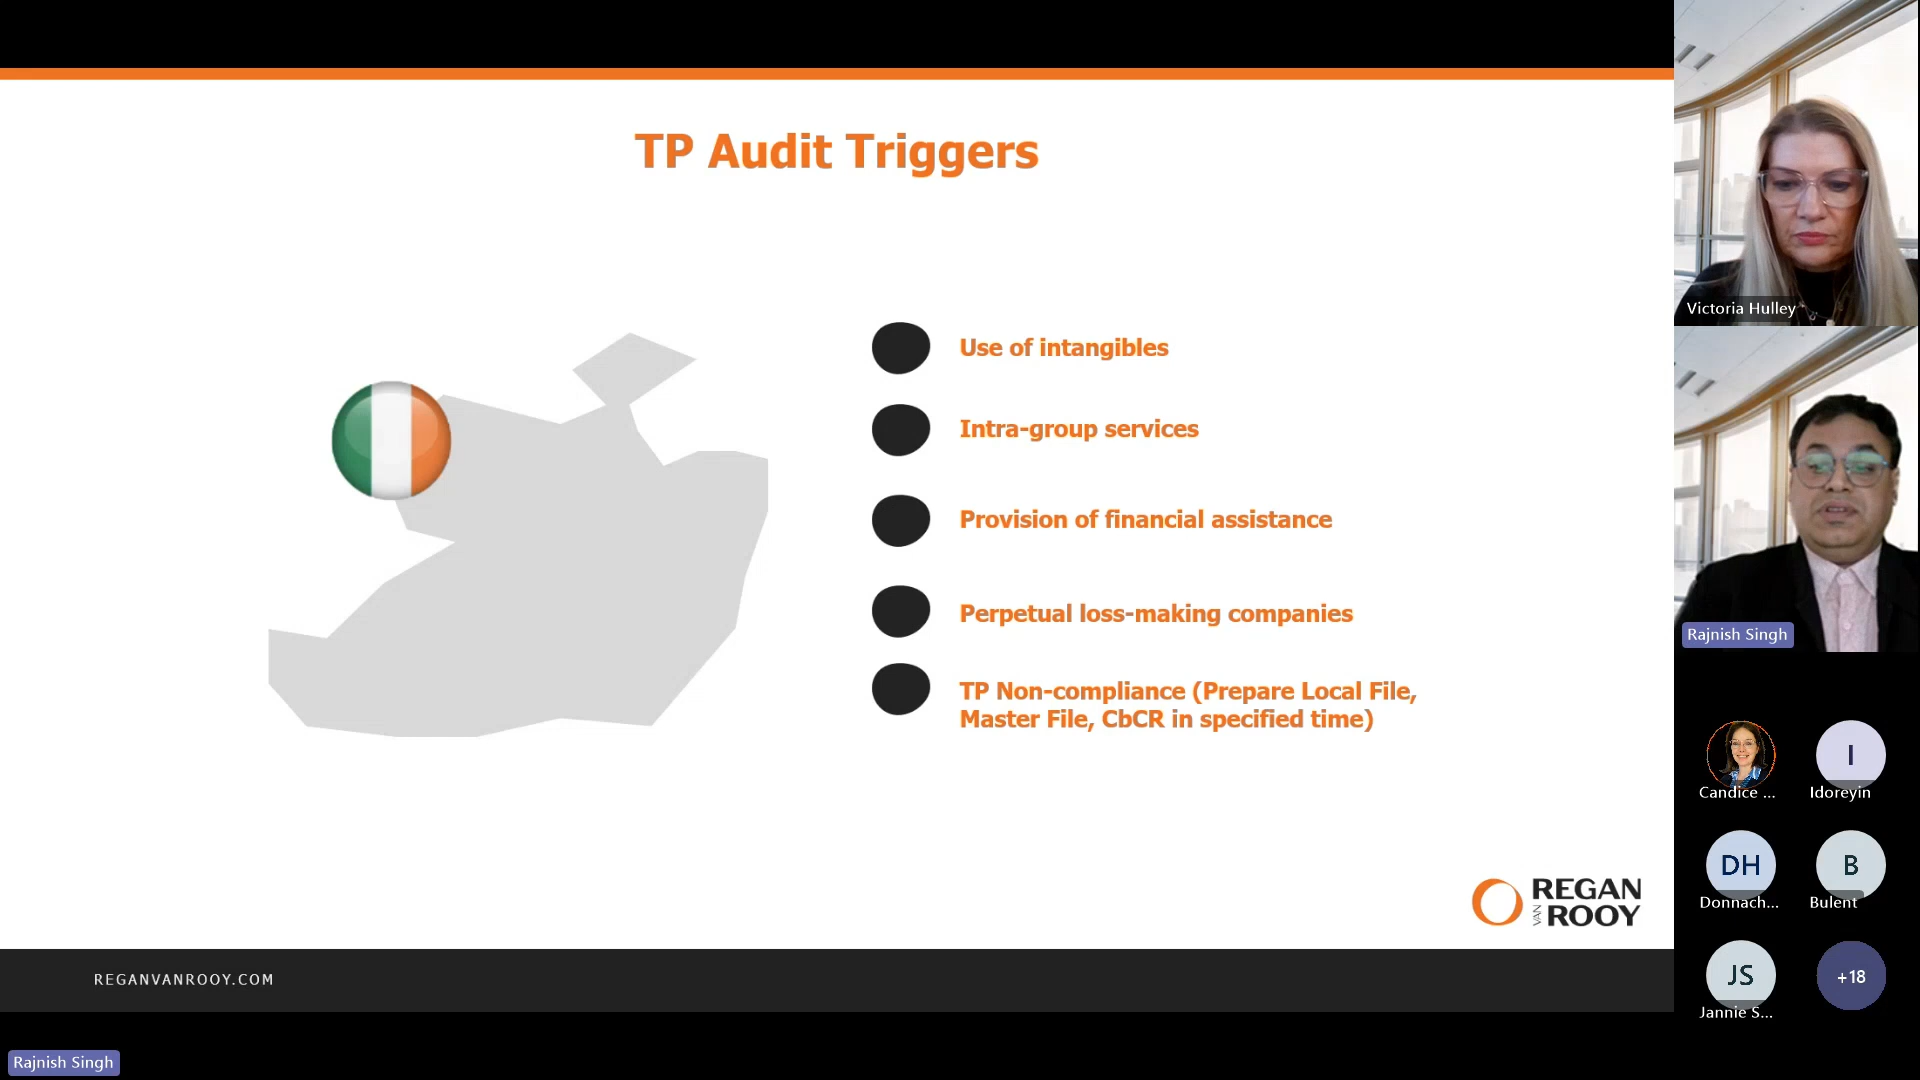 TP Audit Triggers
Use of intangibles
Intra-group services
Provision of financial assistance
Perpetual loss-making companies
TP Non-compliance (Prepare Local File,
Master File, CbCR in specified time)
REGAN
VAN ROOY
REGANVANROOY.COM
Rajnish Singh
Victoria Hulley
Rajnish Singh
Candice ...
I
Idoreyin
DH
Donnach...
B
Bulent
JS
Jannie S...
+18